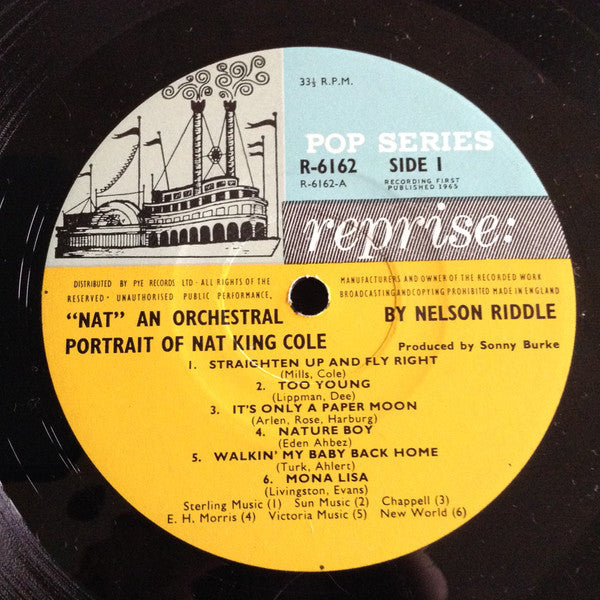 33⅓ R.P.M.
POP SERIES
R-6162 SIDE 1
R-6162-A RECORDING FIRST PUBLISHED 1965
reprise:
DISTRIBUTED BY PYE RECORDS LTD · ALL RIGHTS OF THE MANUFACTURERS AND OWNER OF THE RECORDED WORK
RESERVED · UNAUTHORISED PUBLIC PERFORMANCE, BROADCASTING AND COPYING PROHIBITED MADE IN ENGLAND
“NAT” AN ORCHESTRAL BY NELSON RIDDLE
PORTRAIT OF NAT KING COLE Produced by Sonny Burke
1. STRAIGHTEN UP AND FLY RIGHT
(Mills, Cole)
2. TOO YOUNG
(Lippman, Dee)
3. IT'S ONLY A PAPER MOON
(Arlen, Rose, Harburg)
4. NATURE BOY
(Eden Ahbez)
5. WALKIN' MY BABY BACK HOME
(Turk, Ahlert)
6. MONA LISA
(Livingston, Evans)
Sterling Music (1) Sun Music (2) Chappell (3)
E. H. Morris (4) Victoria Music (5) New World (6)